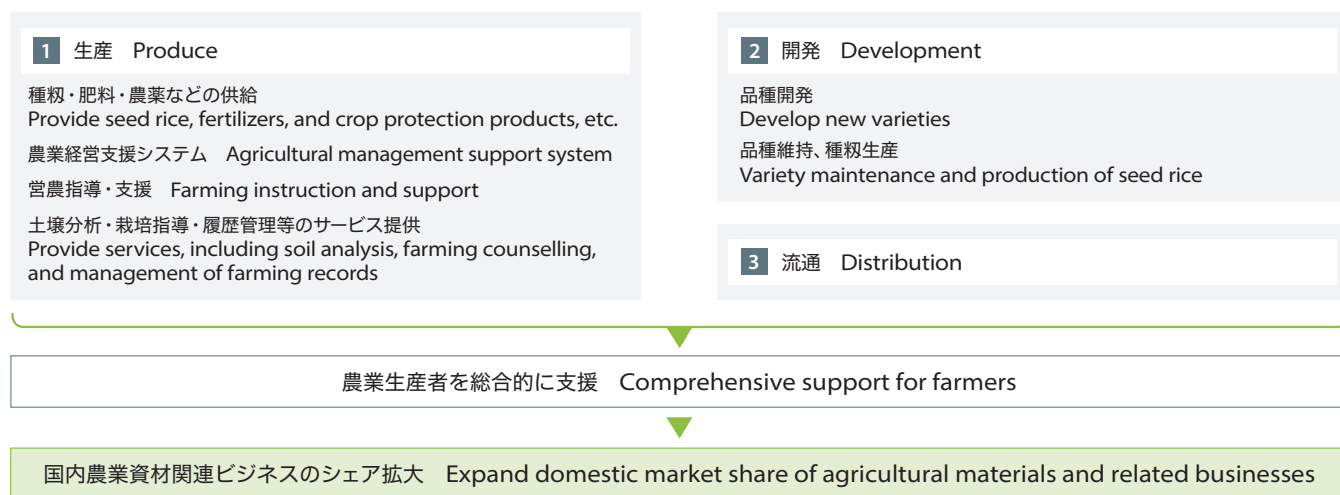 1 生産 Produce
種籾・肥料・農薬などの供給
Provide seed rice, fertilizers, and crop protection products, etc.
農業経営支援システム Agricultural management support system
営農指導・支援 Farming instruction and support
土壌分析・栽培指導・履歴管理等のサービス提供
Provide services, including soil analysis, farming counselling,
and management of farming records
2 開発 Development
品種開発
Develop new varieties
品種維持、種籾生産
Variety maintenance and production of seed rice
3 流通 Distribution
農業生産者を総合的に支援 Comprehensive support for farmers
国内農業資材関連ビジネスのシェア拡大 Expand domestic market share of agricultural materials and related businesses